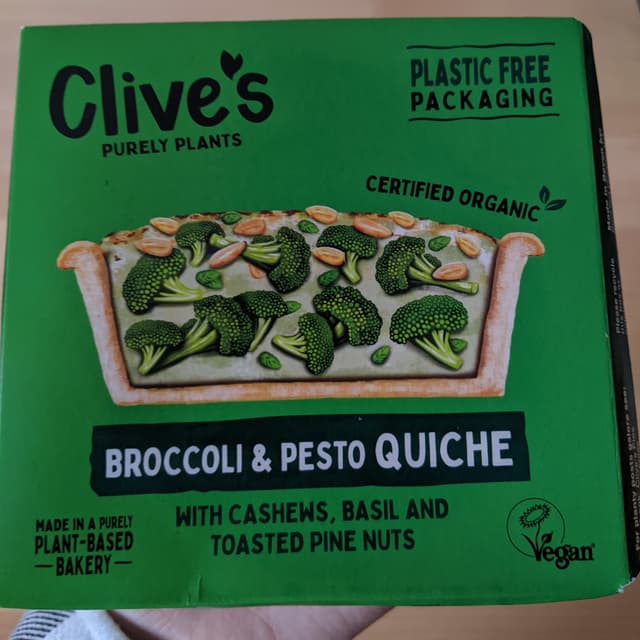 Clive's
PURELY PLANTS
PLASTIC FREE
PACKAGING
CERTIFIED ORGANIC
BROCCOLI & PESTO QUICHE
WITH CASHEWS, BASIL AND
TOASTED PINE NUTS
MADE IN A PURELY
PLANT-BASED
BAKERY
Vegan